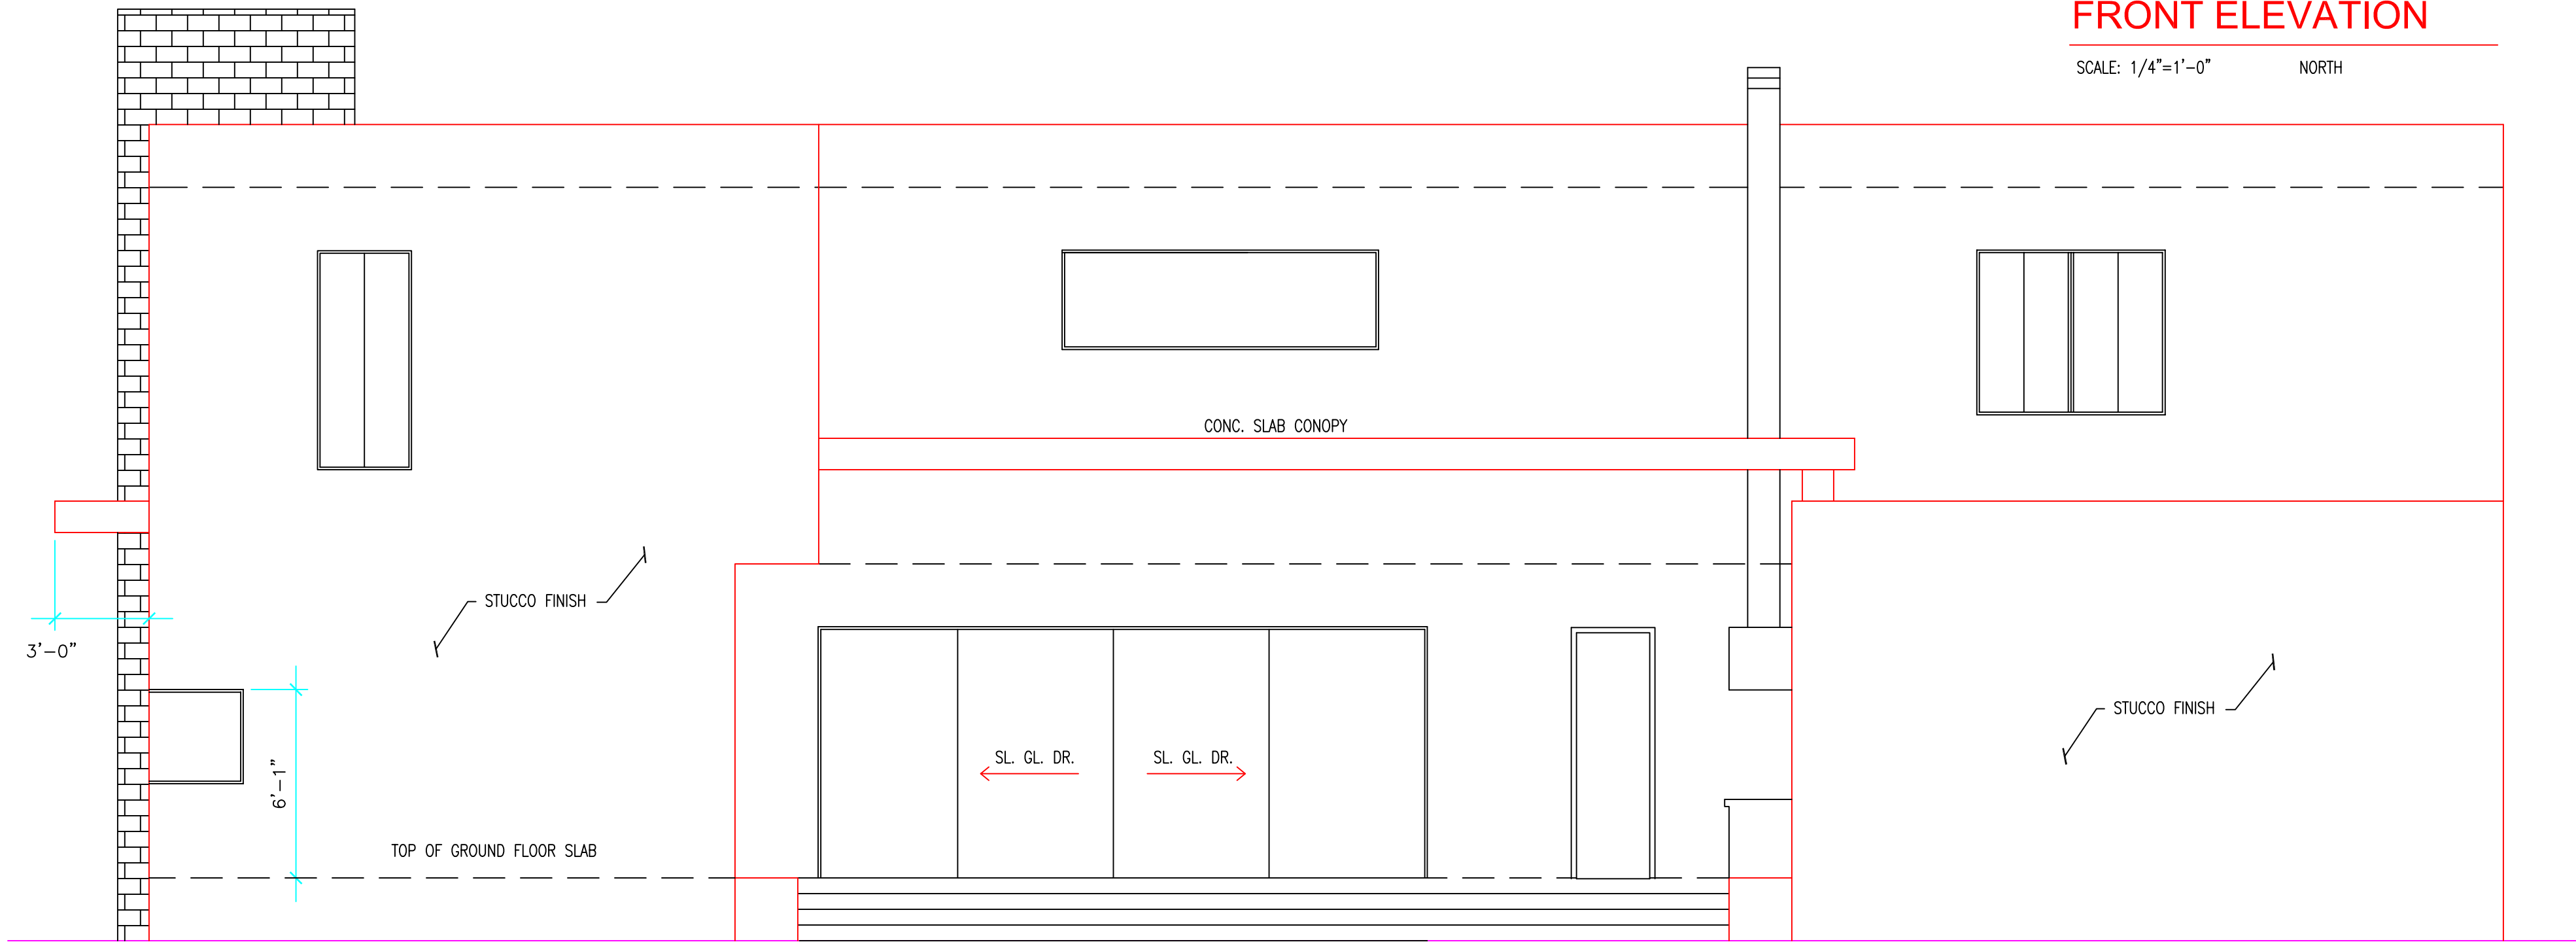 FRONT ELEVATION
SCALE: 1/4"=1'-0" NORTH
CONC. SLAB CONOPY
STUCCO FINISH
3'-0"
STUCCO FINISH
SL. GL. DR. SL. GL. DR.
6'-1"
TOP OF GROUND FLOOR SLAB